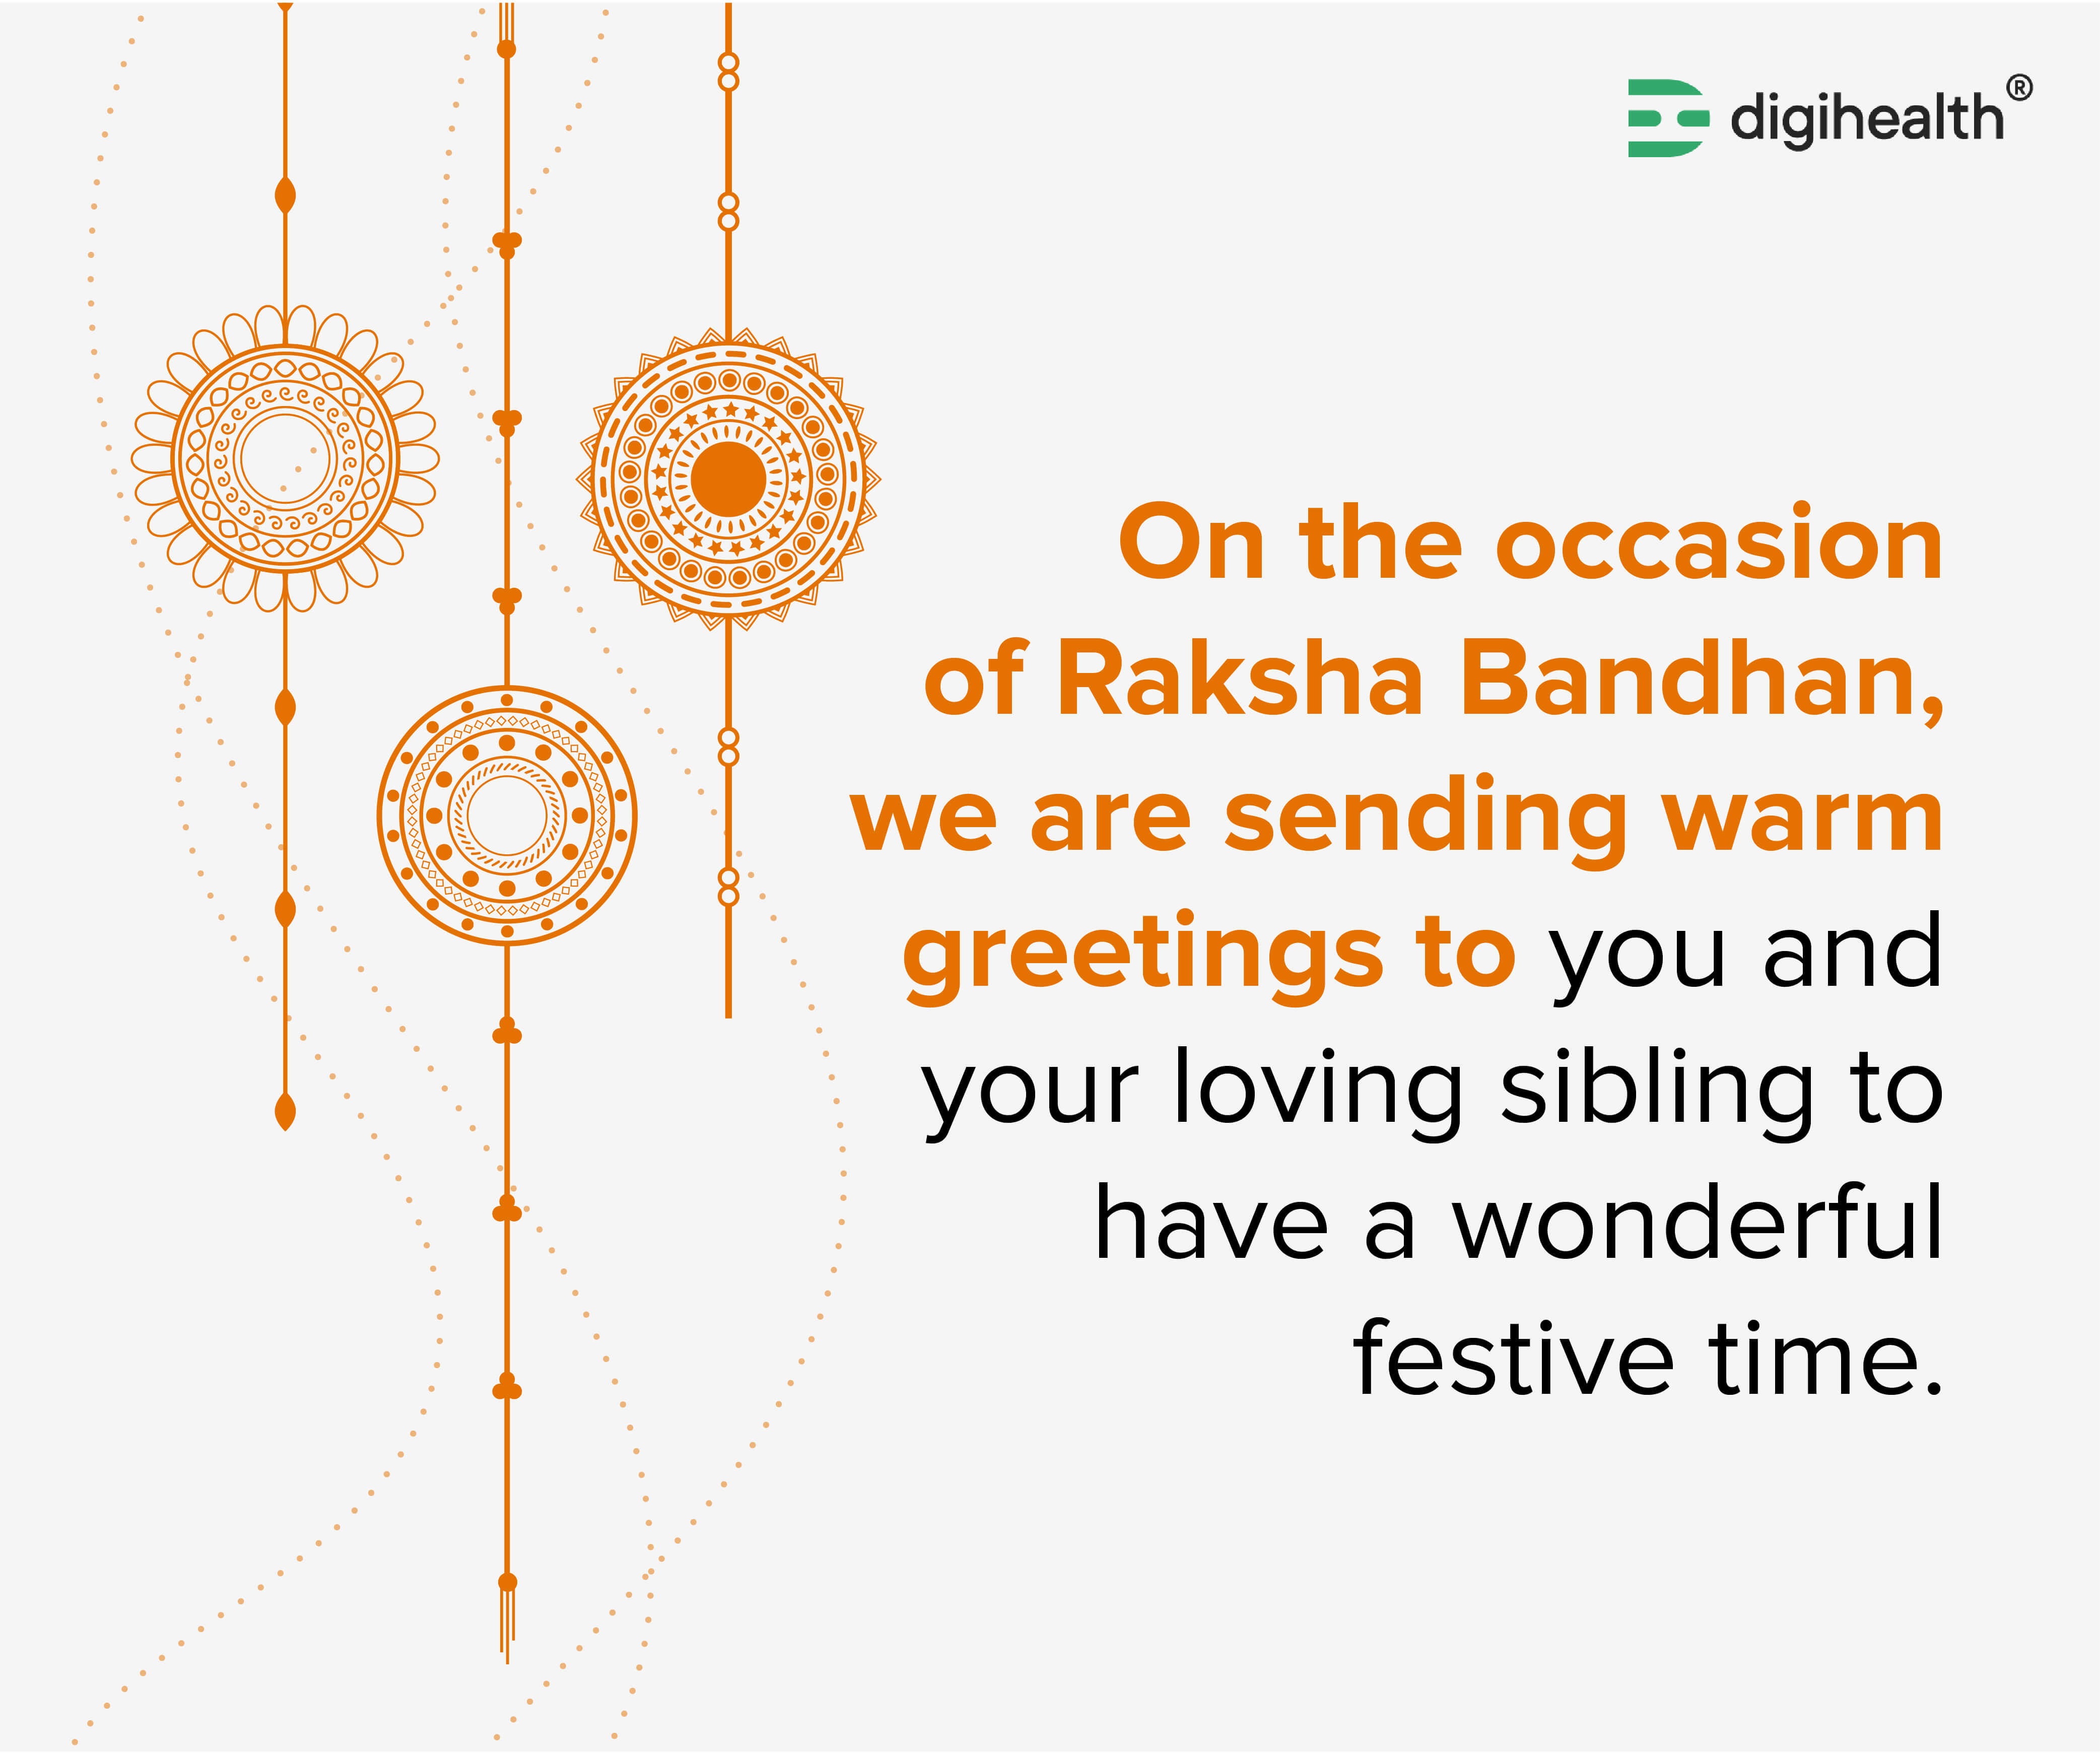 digihealth®
On the occasion
of Raksha Bandhan,
we are sending warm
greetings to you and
your loving sibling to
have a wonderful
festive time.